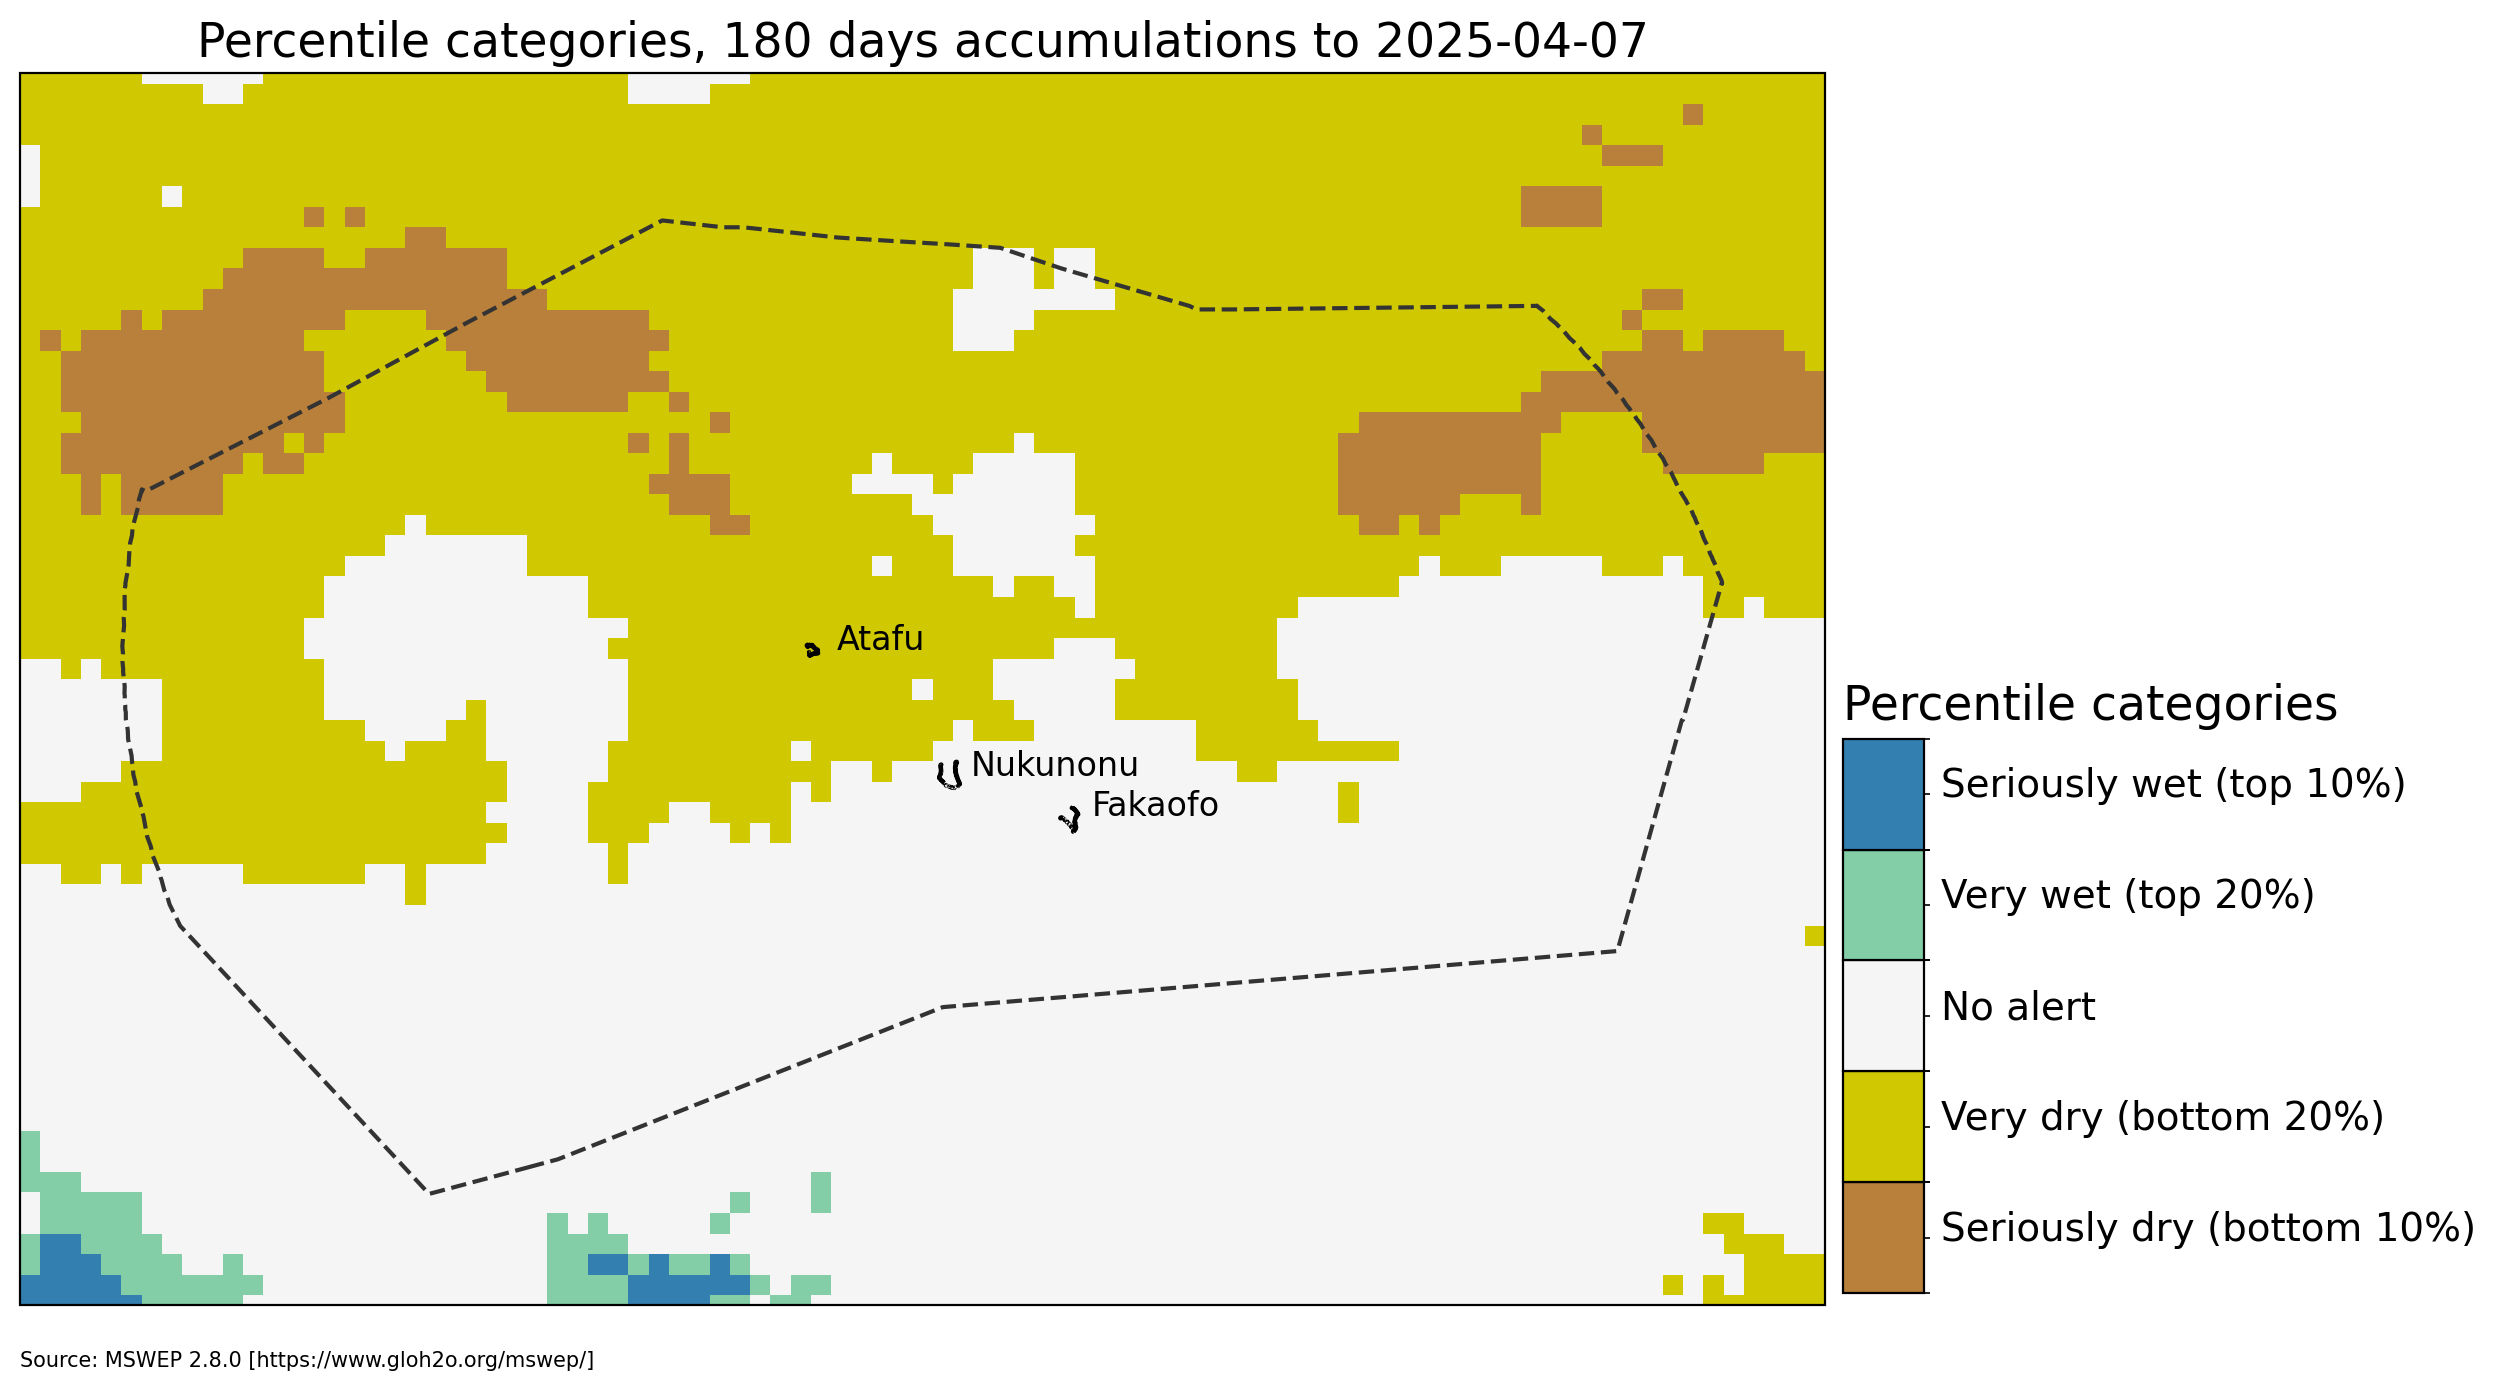 Percentile categories, 180 days accumulations to 2025-04-07
Atafu
Nukunonu
Fakaofo
Percentile categories
Seriously wet (top 10%)
Very wet (top 20%)
No alert
Very dry (bottom 20%)
Seriously dry (bottom 10%)
Source: MSWEP 2.8.0 [https://www.gloh2o.org/mswep/]